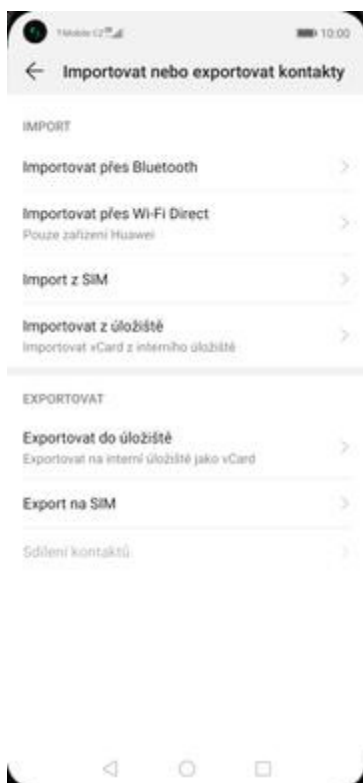 T-Mobile CZ
10:00
Importovat nebo exportovat kontakty
IMPORT
Importovat přes Bluetooth
Importovat přes Wi-Fi Direct
Pouze zařízení Huawei
Import z SIM
Importovat z úložiště
Importovat vCard z interního úložiště
EXPORTOVAT
Exportovat do úložiště
Exportovat na interní úložiště jako vCard
Export na SIM
Sdílení kontaktů